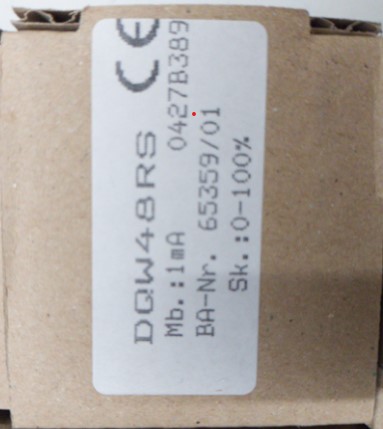 DQW48RS CE
Mb.:1mA 0427B389
BA-Nr. 65359/01
Sk.:0-100%